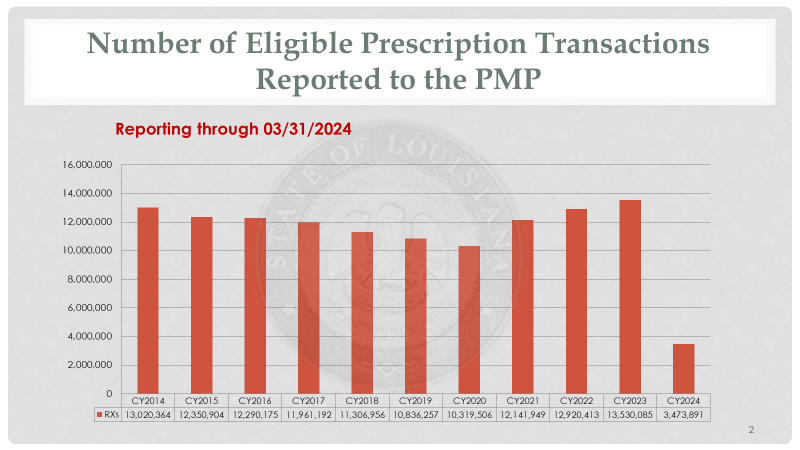 Number of Eligible Prescription Transactions
Reported to the PMP
Reporting through 03/31/2024
STATE OF LOUISIANA
16,000,000
14,000,000
12,000,000
10,000,000
8,000,000
6,000,000
4,000,000
2,000,000
0
CY2014 CY2015 CY2016 CY2017 CY2018 CY2019 CY2020 CY2021 CY2022 CY2023 CY2024
RXs 13,020,364 12,350,904 12,290,175 11,961,192 11,306,956 10,836,257 10,319,506 12,141,949 12,920,413 13,530,085 3,473,891
2